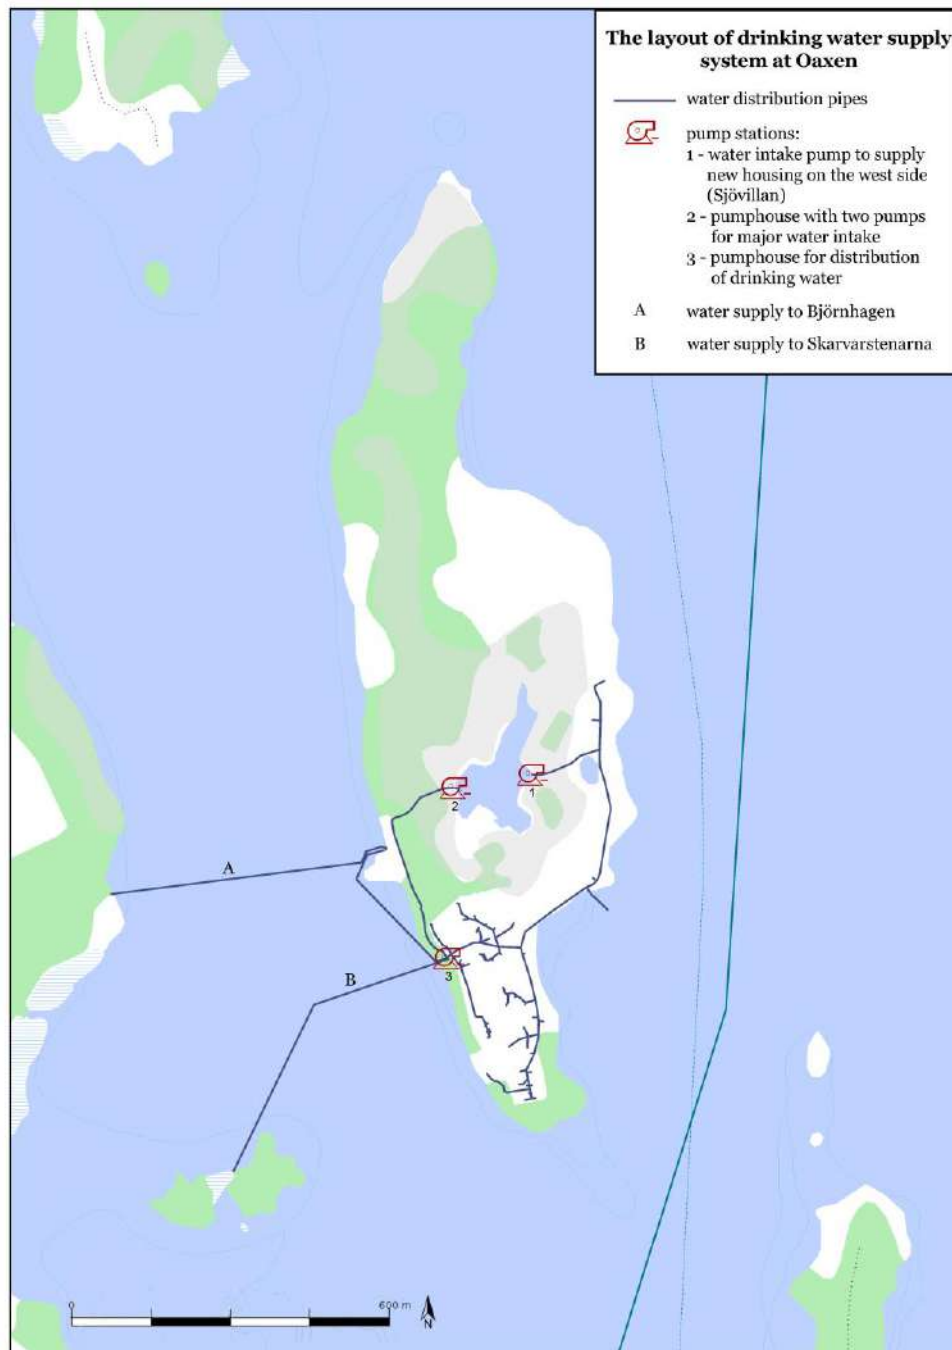 The layout of drinking water supply
system at Oaxen
water distribution pipes
pump stations:
1 - water intake pump to supply
new housing on the west side
(Sjövillan)
2 - pumphouse with two pumps
for major water intake
3 - pumphouse for distribution
of drinking water
A water supply to Björnhagen
B water supply to Skarvarstenarna
1
2
A
3
B
0 600 m
N